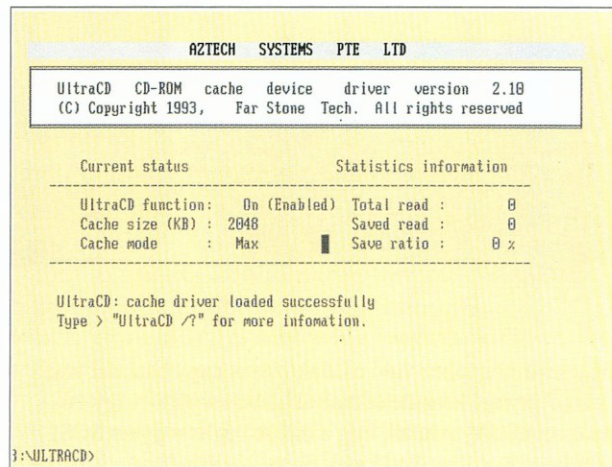 AZTECH SYSTEMS PTE LTD
UltraCD CD-ROM cache device driver version 2.10
(C) Copyright 1993, Far Stone Tech. All rights reserved
Current status Statistics information
UltraCD function: On (Enabled) Total read : 0
Cache size (KB) : 2048 Saved read : 0
Cache mode : Max Save ratio : 0 %
UltraCD: cache driver loaded successfully
Type > "UltraCD /?" for more infomation.
:\ULTRACD>